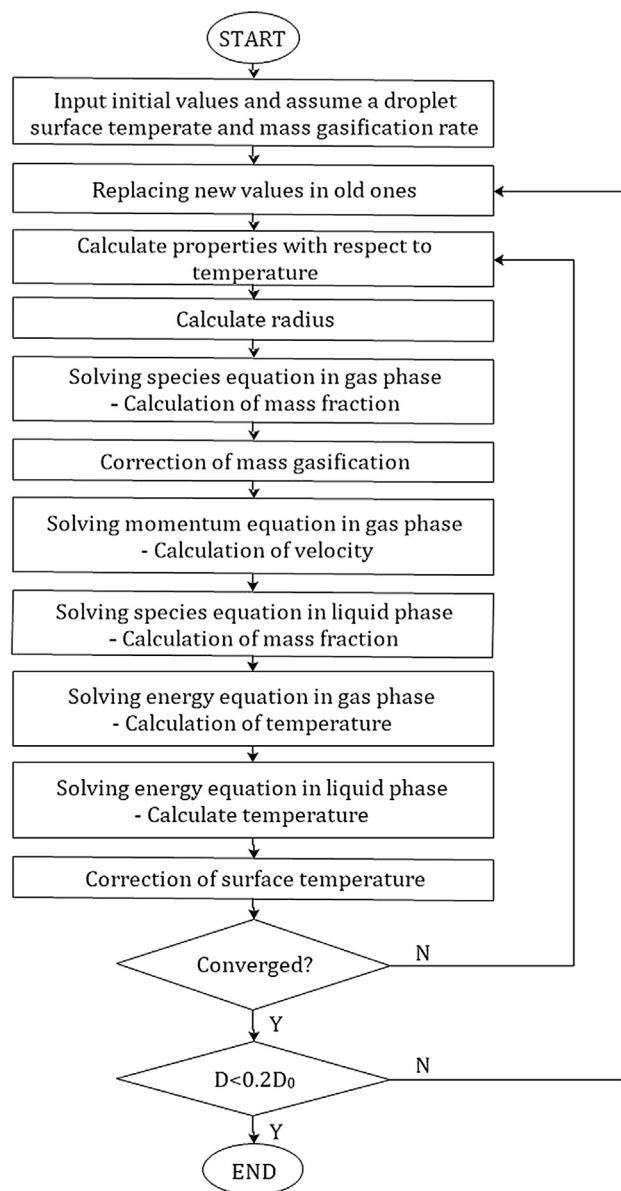 START
Input initial values and assume a droplet
surface temperate and mass gasification rate
Replacing new values in old ones
Calculate properties with respect to
temperature
Calculate radius
Solving species equation in gas phase
- Calculation of mass fraction
Correction of mass gasification
Solving momentum equation in gas phase
- Calculation of velocity
Solving species equation in liquid phase
- Calculation of mass fraction
Solving energy equation in gas phase
- Calculation of temperature
Solving energy equation in liquid phase
- Calculate temperature
Correction of surface temperature
Converged?
N
Y
D<0.2D₀
N
Y
END